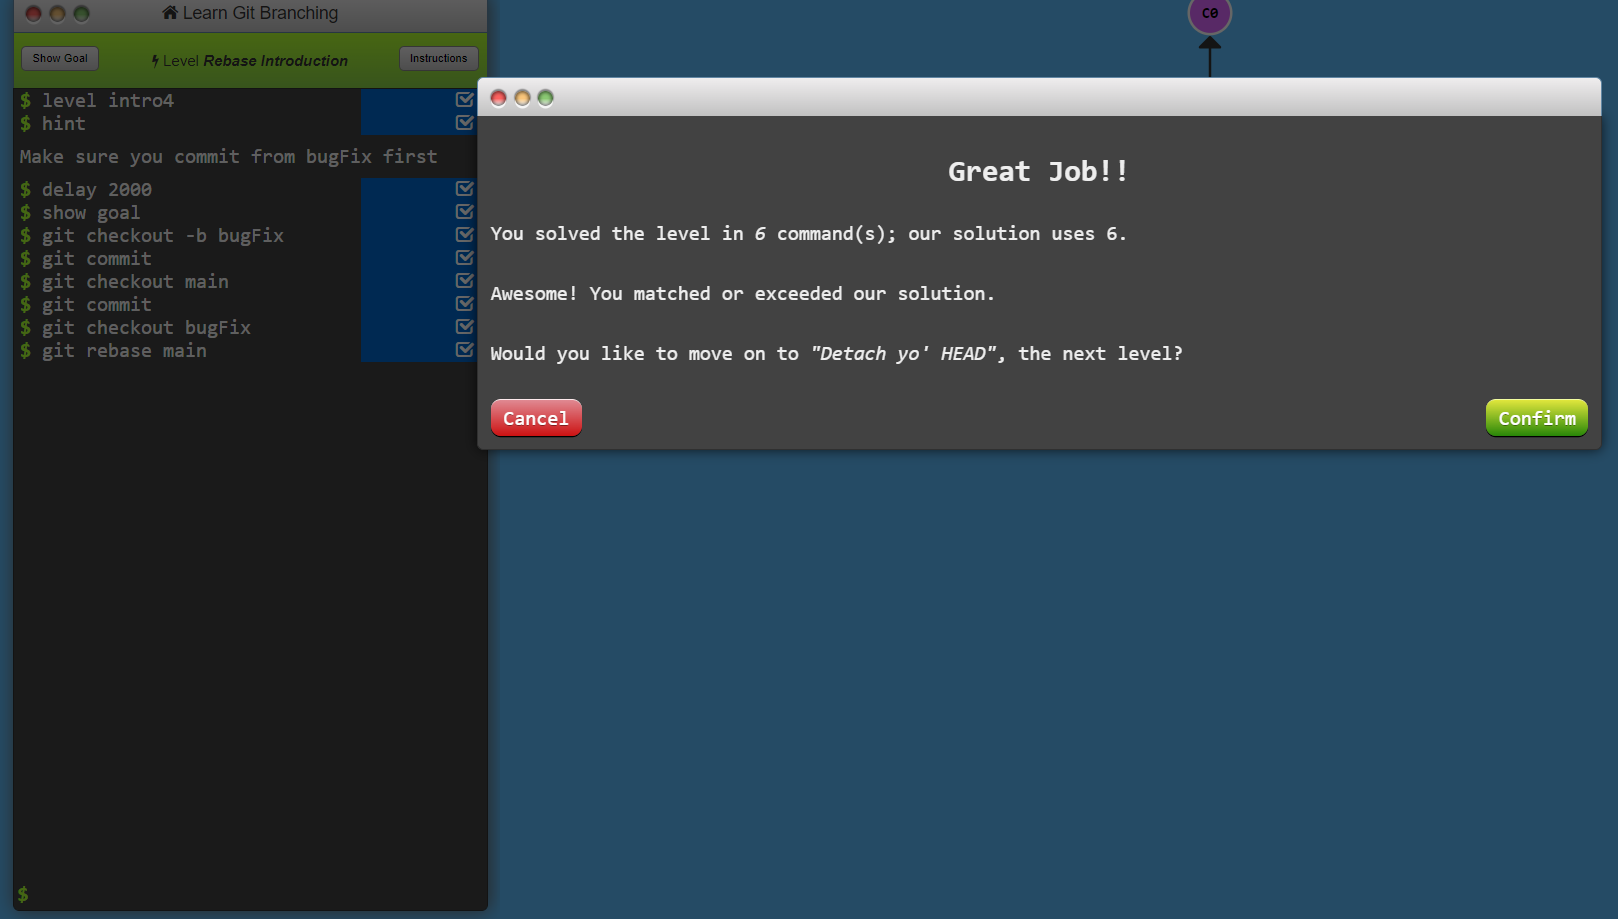 Learn Git Branching
C0
Show Goal
Level Rebase Introduction
Instructions
$ level intro4
$ hint
Make sure you commit from bugFix first
$ delay 2000
$ show goal
$ git checkout -b bugFix
$ git commit
$ git checkout main
$ git commit
$ git checkout bugFix
$ git rebase main
$
Great Job!!
You solved the level in 6 command(s); our solution uses 6.
Awesome! You matched or exceeded our solution.
Would you like to move on to "Detach yo' HEAD", the next level?
Cancel
Confirm